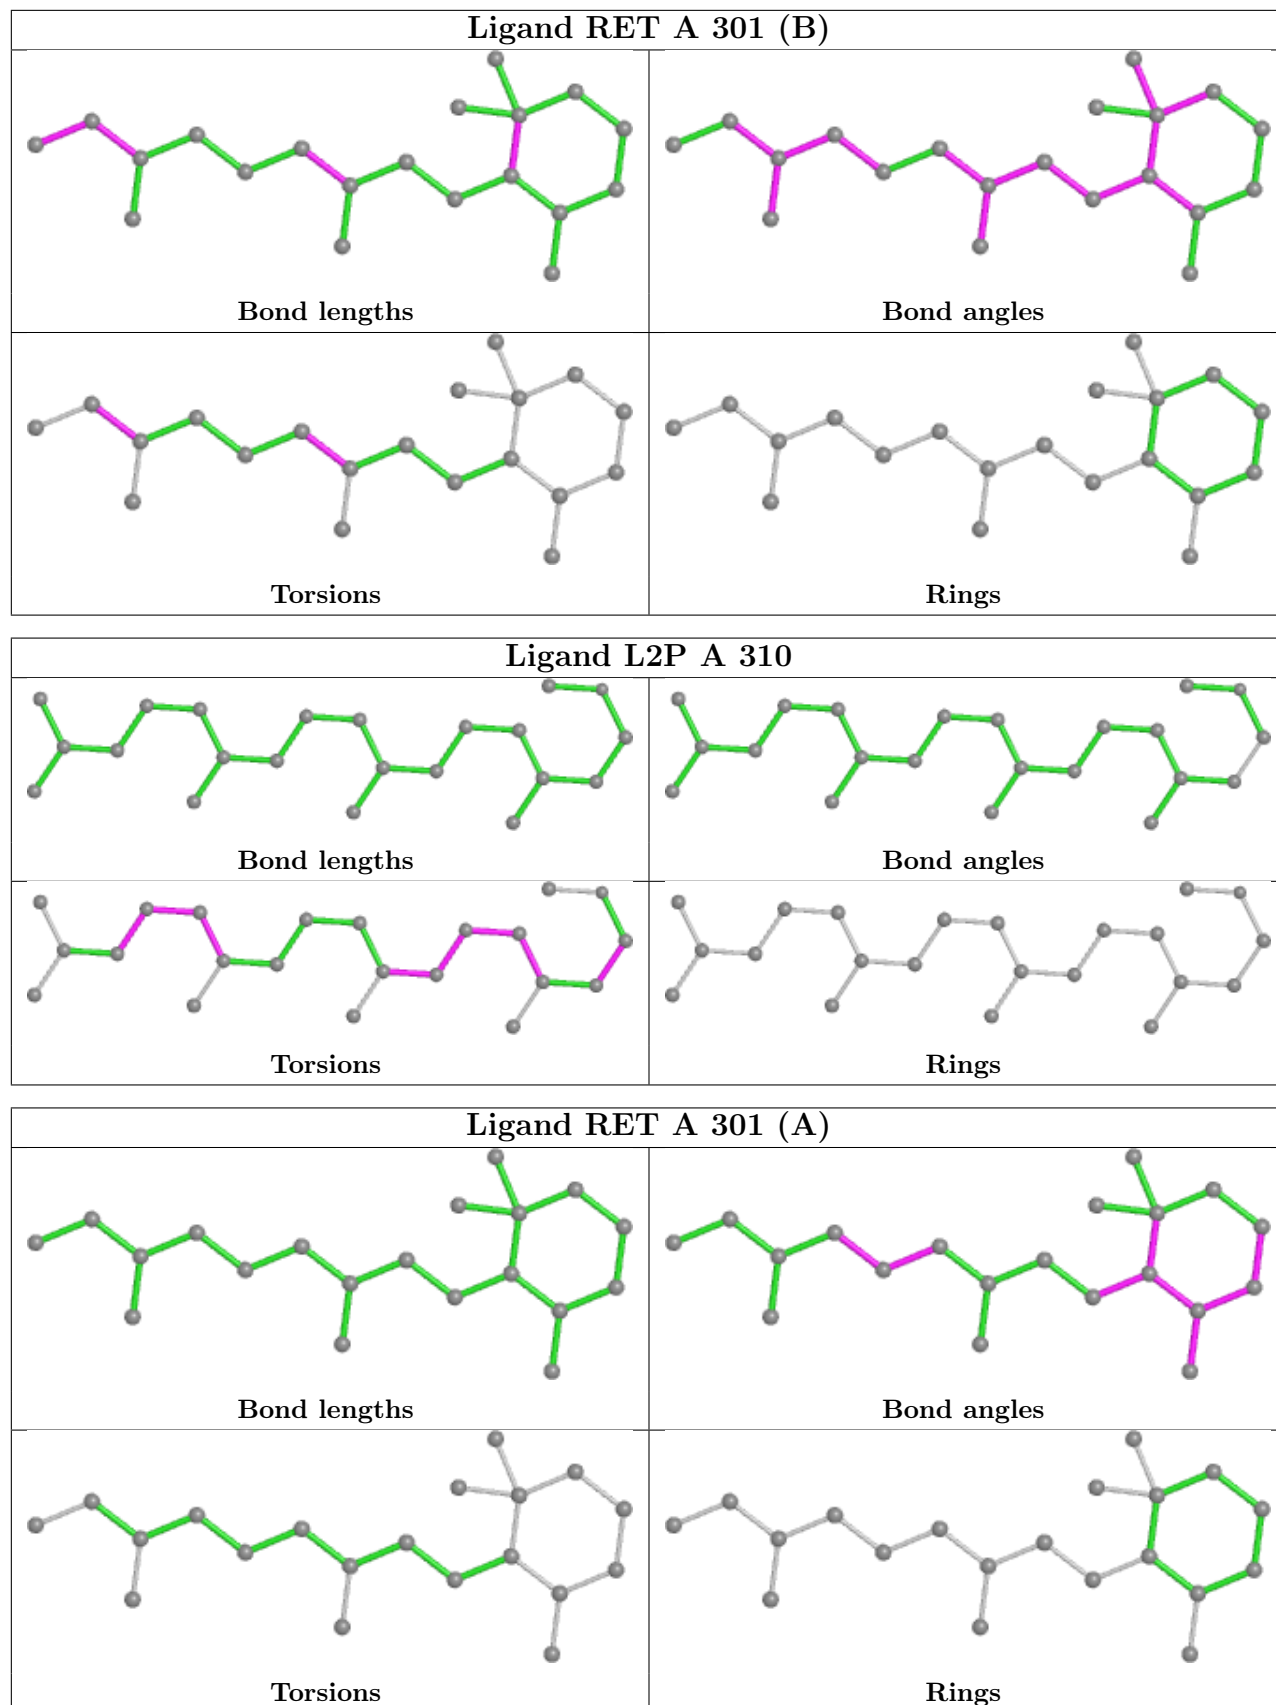 Ligand RET A 301 (B)
Bond lengths
Bond angles
Torsions
Rings
Ligand L2P A 310
Bond lengths
Bond angles
Torsions
Rings
Ligand RET A 301 (A)
Bond lengths
Bond angles
Torsions
Rings